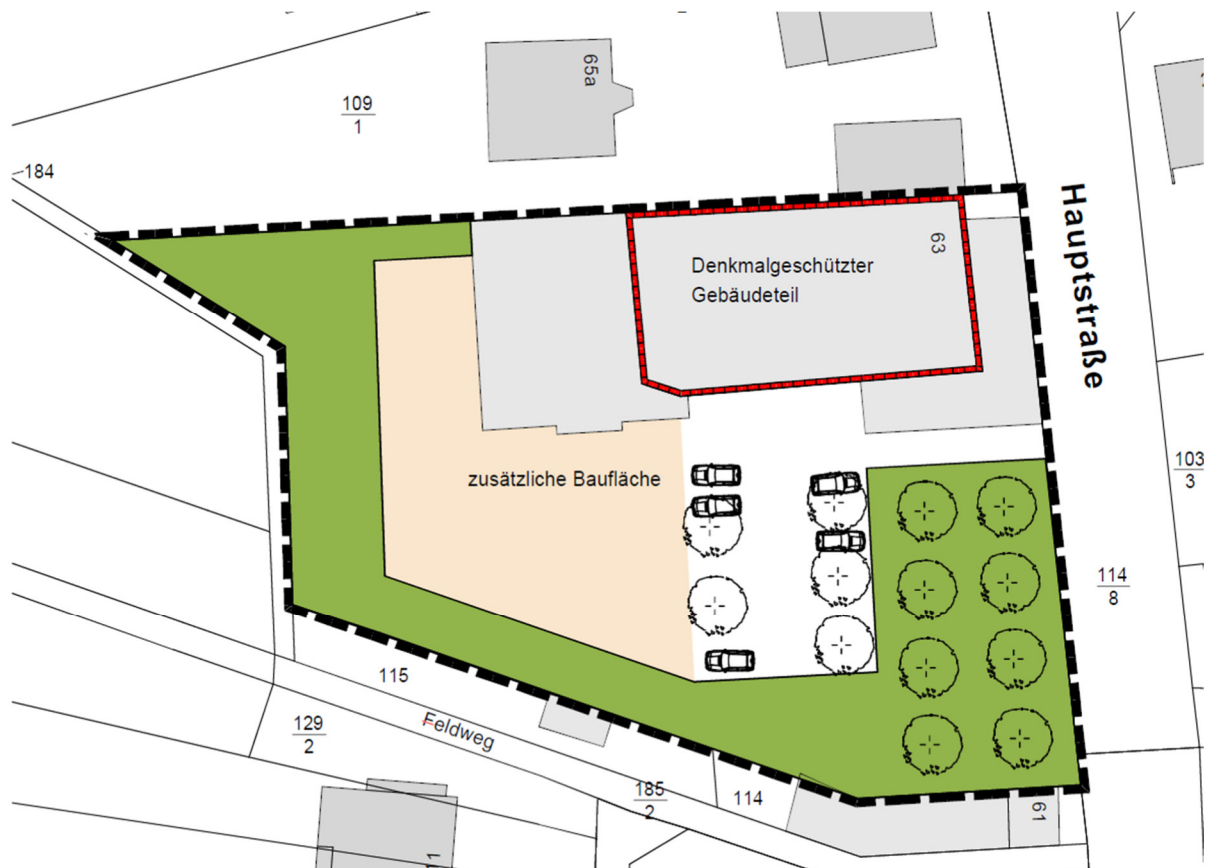 65a
109
1
184
Hauptstraße
63
Denkmalgeschützter
Gebäudeteil
zusätzliche Baufläche
103
3
114
8
115
Feldweg
129
2
185
2
114
61